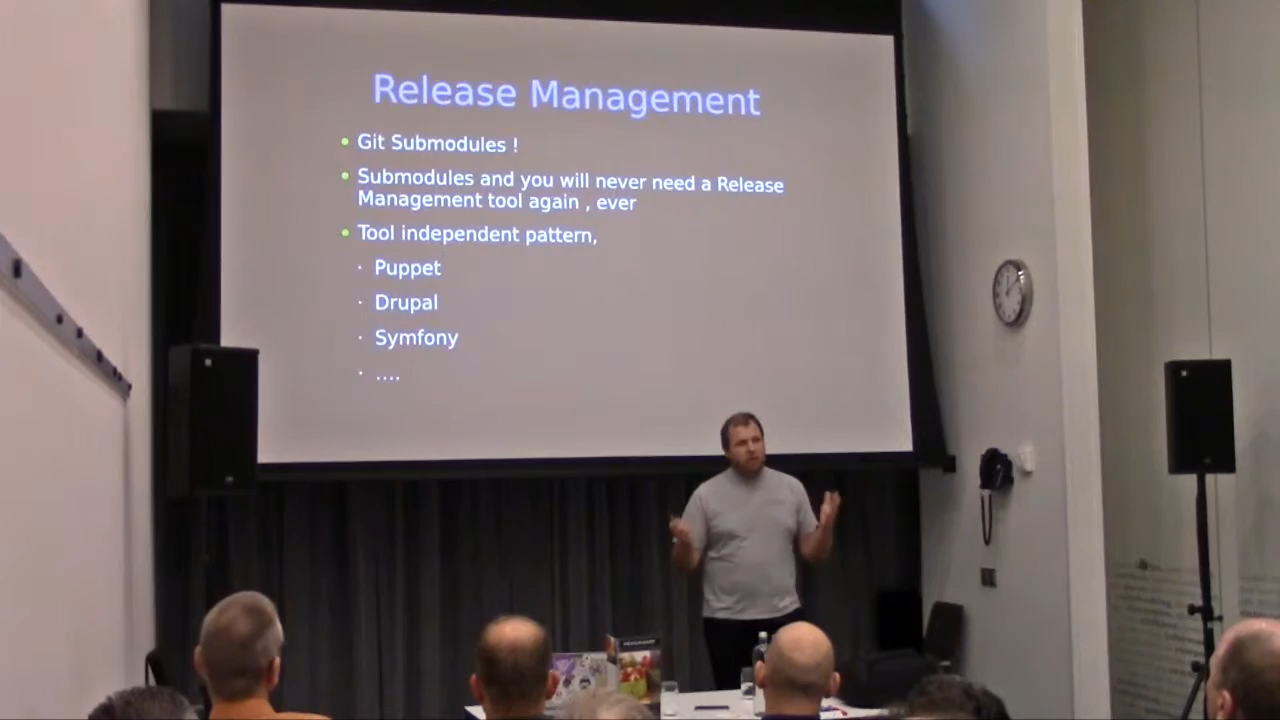 Release Management
Git Submodules !
Submodules and you will never need a Release
Management tool again , ever
Tool independent pattern,
Puppet
Drupal
Symfony
....